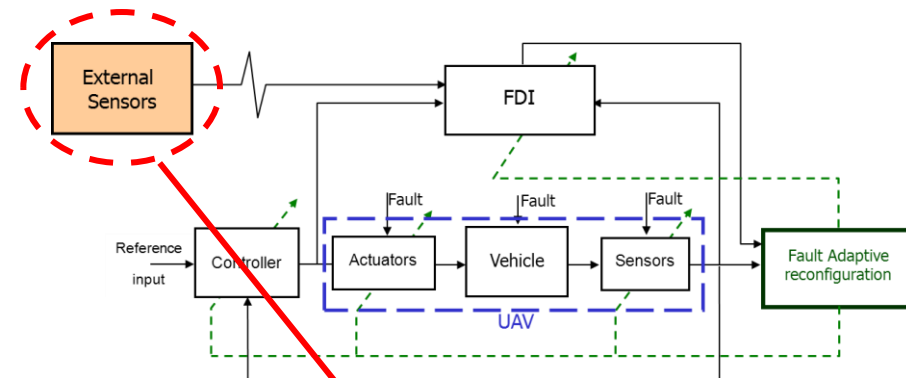 External
Sensors
FDI
Fault
Fault
Fault
Reference
input
Controller
Actuators
Vehicle
Sensors
Fault Adaptive
reconfiguration
UAV